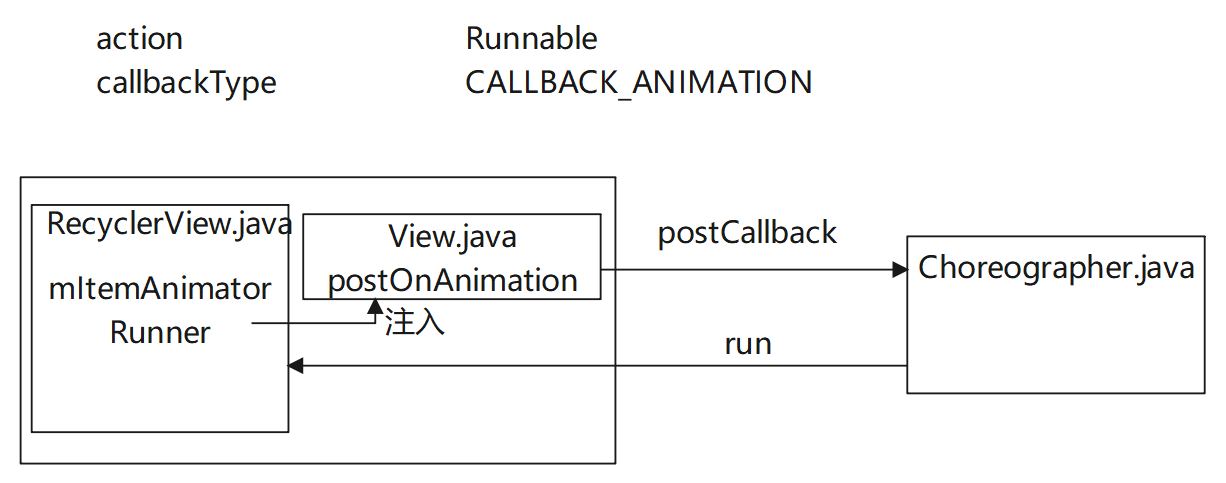 action Runnable
callbackType CALLBACK_ANIMATION
RecyclerView.java
mItemAnimator
Runner
View.java
postOnAnimation
注入
postCallback
Choreographer.java
run